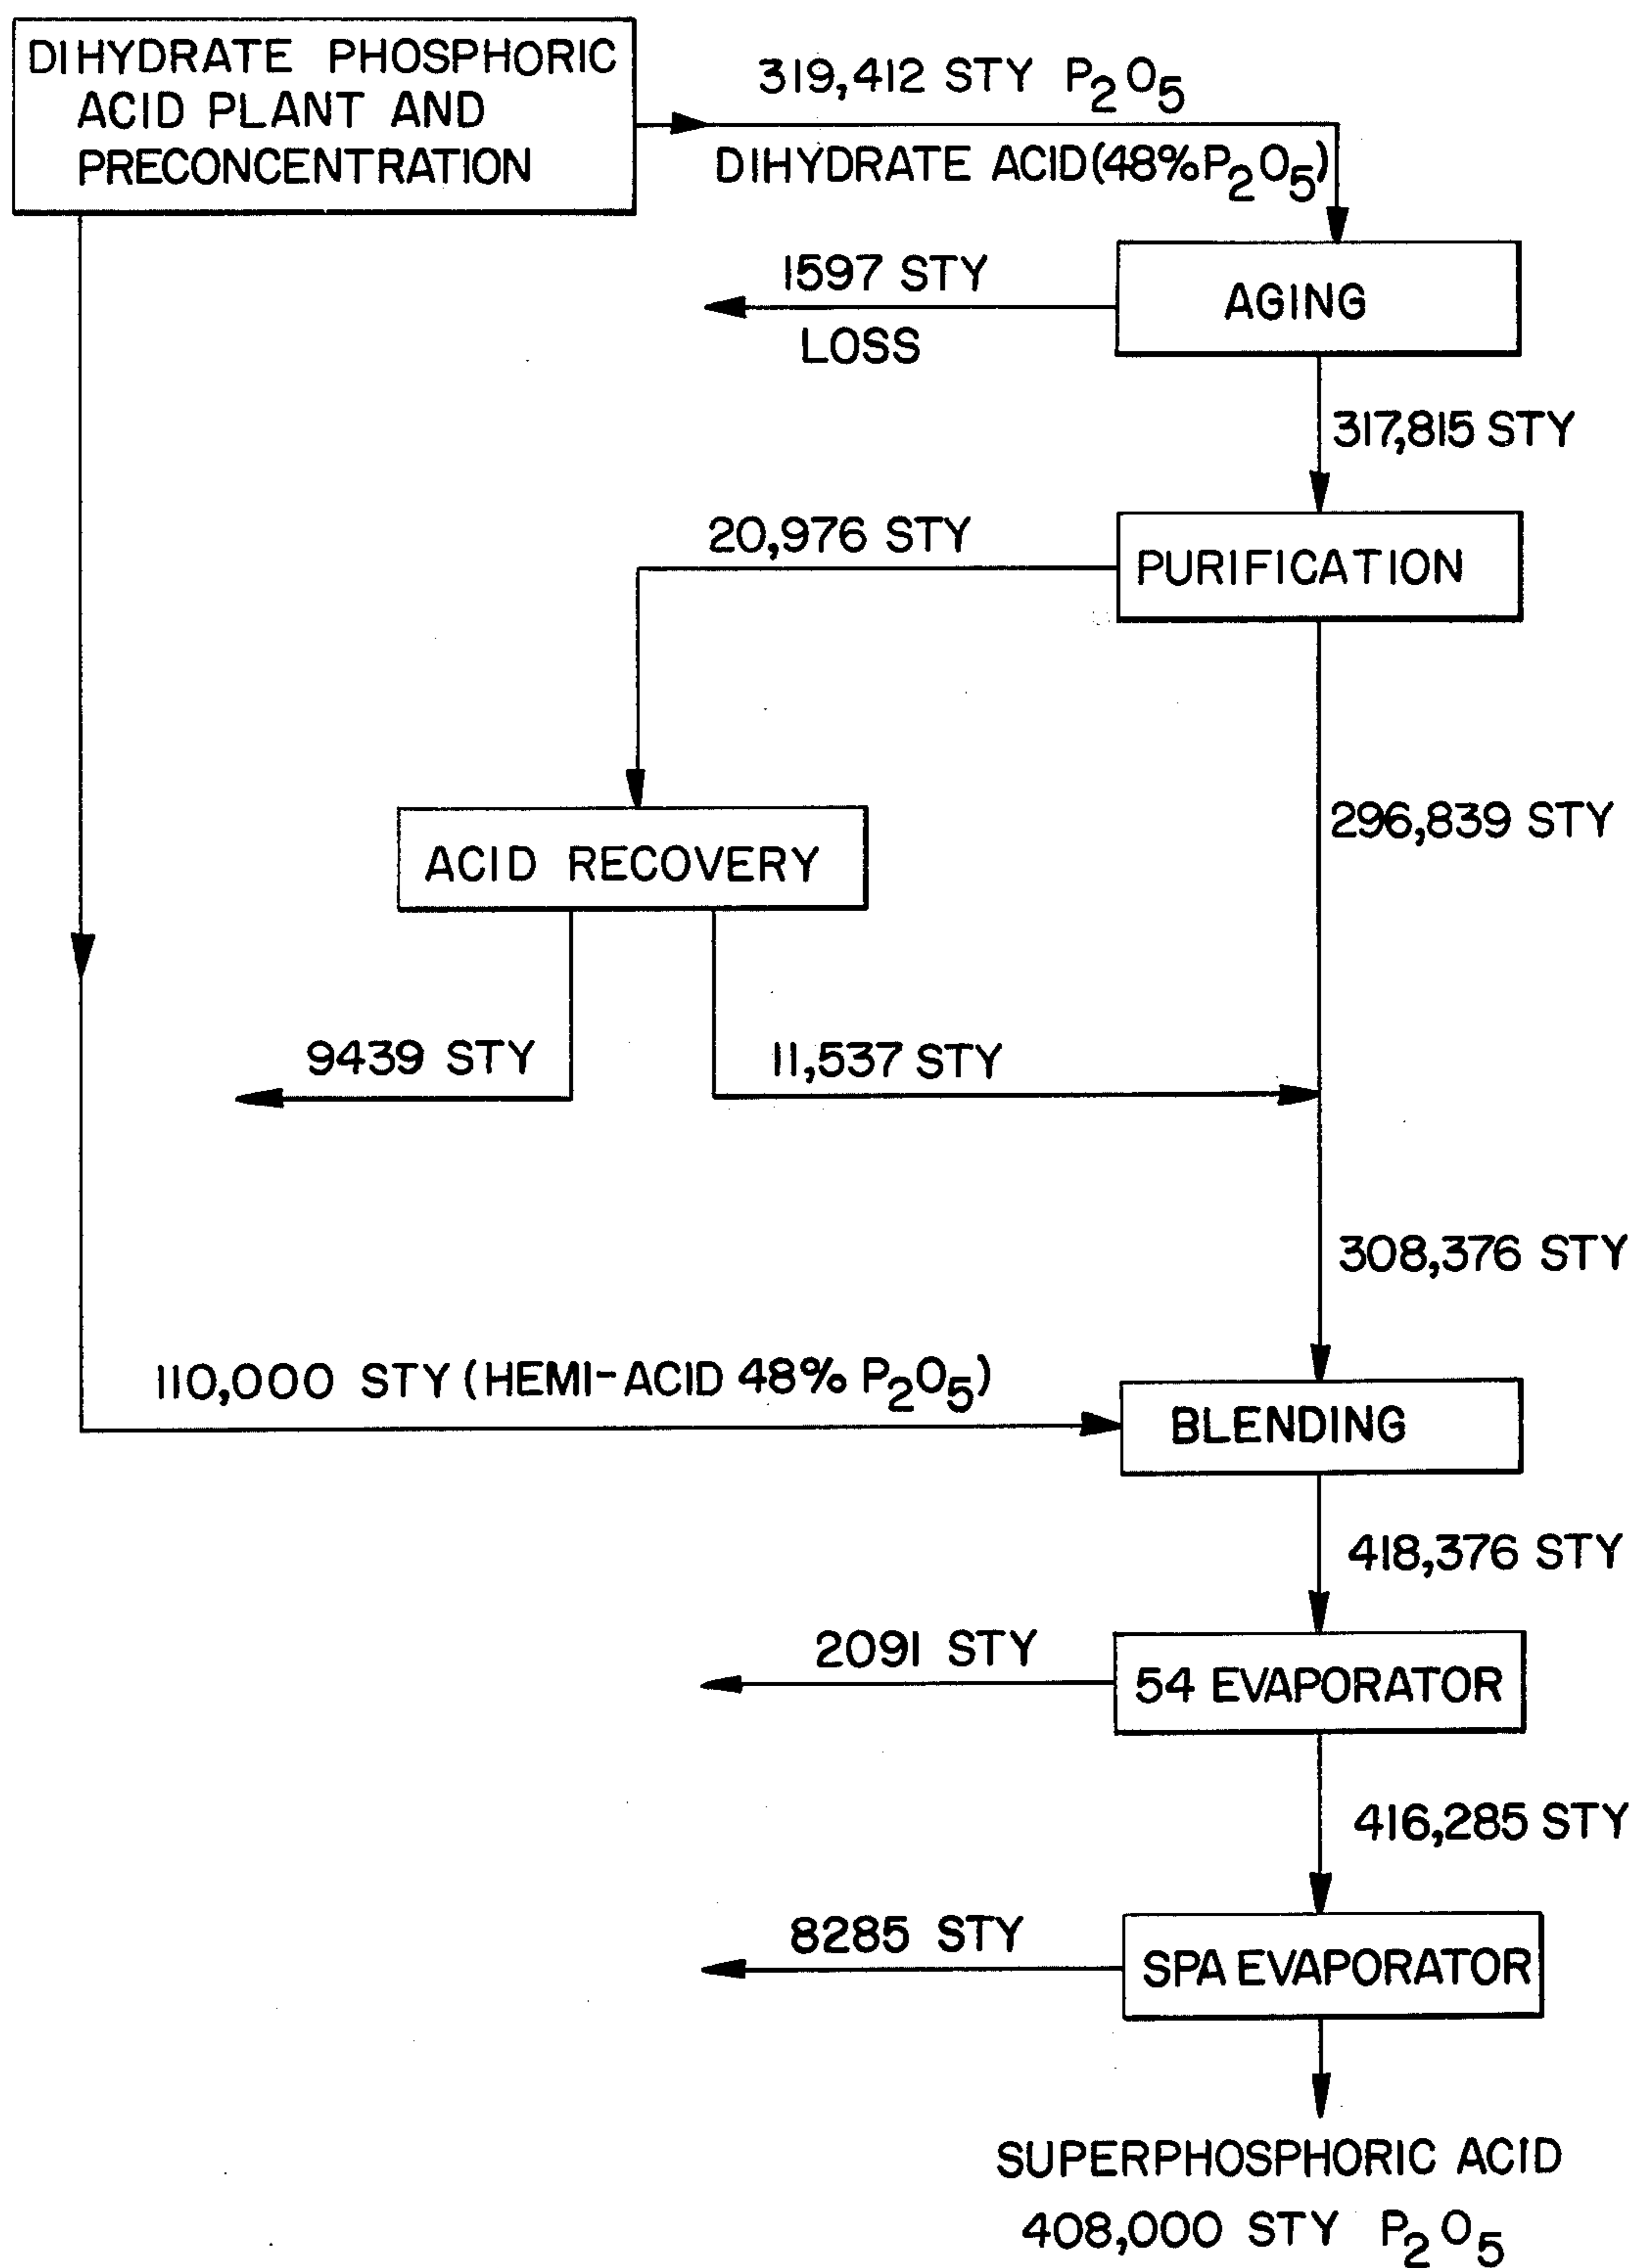 DIHYDRATE PHOSPHORIC
ACID PLANT AND
PRECONCENTRATION
319,412 STY P2O5
DIHYDRATE ACID(48%P2O5)
1597 STY
LOSS
AGING
317,815 STY
20,976 STY
PURIFICATION
296,839 STY
ACID RECOVERY
9439 STY
11,537 STY
308,376 STY
110,000 STY (HEMI-ACID 48% P2O5)
BLENDING
418,376 STY
2091 STY
54 EVAPORATOR
416,285 STY
8285 STY
SPA EVAPORATOR
SUPERPHOSPHORIC ACID
408,000 STY P2O5